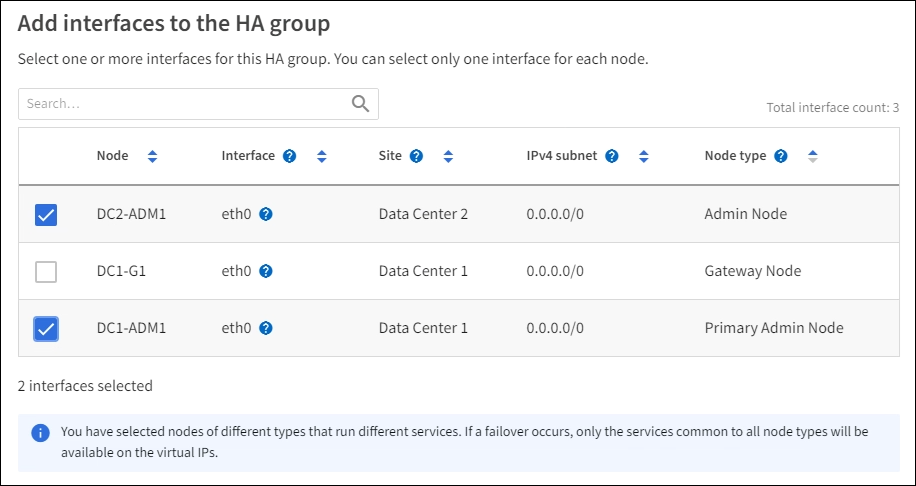 Add interfaces to the HA group
Select one or more interfaces for this HA group. You can select only one interface for each node.
Search...
Total interface count: 3
Node Interface Site IPv4 subnet Node type
DC2-ADM1 eth0 Data Center 2 0.0.0.0/0 Admin Node
DC1-G1 eth0 Data Center 1 0.0.0.0/0 Gateway Node
DC1-ADM1 eth0 Data Center 1 0.0.0.0/0 Primary Admin Node
2 interfaces selected
You have selected nodes of different types that run different services. If a failover occurs, only the services common to all node types will be
available on the virtual IPs.